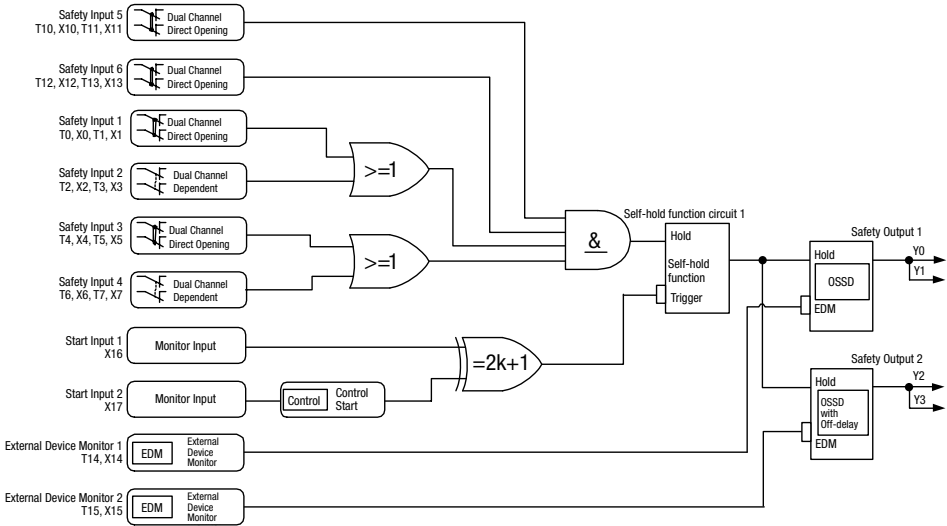 Safety Input 5
T10, X10, T11, X11
Dual Channel
Direct Opening
Safety Input 6
T12, X12, T13, X13
Dual Channel
Direct Opening
Safety Input 1
T0, X0, T1, X1
Dual Channel
Direct Opening
Safety Input 2
T2, X2, T3, X3
Dual Channel
Dependent
Safety Input 3
T4, X4, T5, X5
Dual Channel
Direct Opening
Safety Input 4
T6, X6, T7, X7
Dual Channel
Dependent
Start Input 1
X16
Monitor Input
Start Input 2
X17
Monitor Input
Control
Control
Start
External Device Monitor 1
T14, X14
EDM
External
Device
Monitor
External Device Monitor 2
T15, X15
EDM
External
Device
Monitor
>=1
>=1
=2k+1
&
Self-hold function circuit 1
Hold
Self-hold
function
Trigger
Safety Output 1
Hold
OSSD
EDM
Y0
Y1
Safety Output 2
Hold
OSSD
with
Off-delay
EDM
Y2
Y3